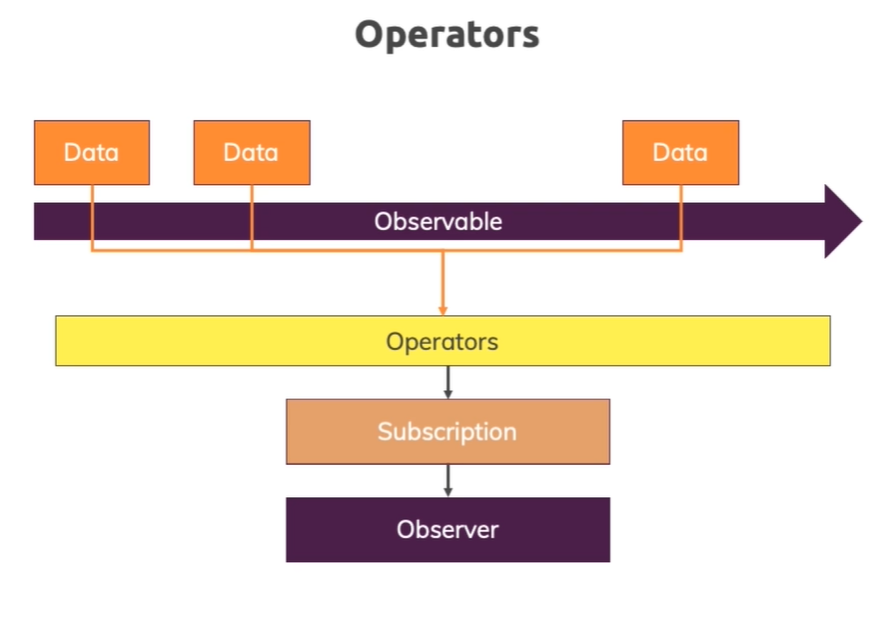 Operators
Data
Data
Data
Observable
Operators
Subscription
Observer